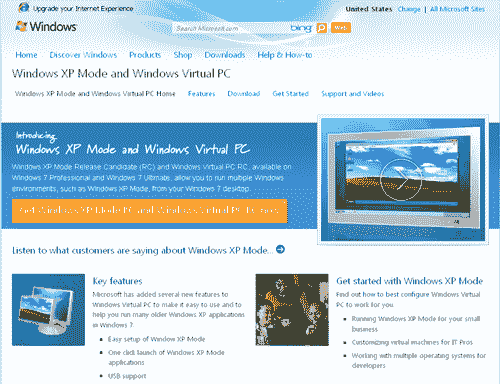 Upgrade your Internet Experience
United States Change | All Microsoft Sites
Windows
Search Microsoft.com bing Web
Home Discover Windows Products Shop Downloads Help & How-to
Windows XP Mode and Windows Virtual PC
Windows XP Mode and Windows Virtual PC Home Features Download Get Started Support and Videos
Introducing
Windows XP Mode and Windows Virtual PC
Windows XP Mode Release Candidate (RC) and Windows Virtual PC RC, available on
Windows 7 Professional and Windows 7 Ultimate, allow you to run multiple Windows
environments, such as Windows XP Mode, from your Windows 7 desktop.
Get Windows XP Mode RC and Windows Virtual PC RC now
Listen to what customers are saying about Windows XP Mode...
Key features
Microsoft has added several new features to
Windows Virtual PC to make it easy to use and to
help you run many older Windows XP applications
in Windows 7.
Easy setup of Window XP Mode
One click launch of Windows XP Mode
applications
USB support
Get started with Windows XP Mode
Find out how to best configure Windows Virtual
PC to work for you
Running Windows XP Mode for your small
business
Customizing virtual machines for IT Pros
Working with multiple operating systems for
developers